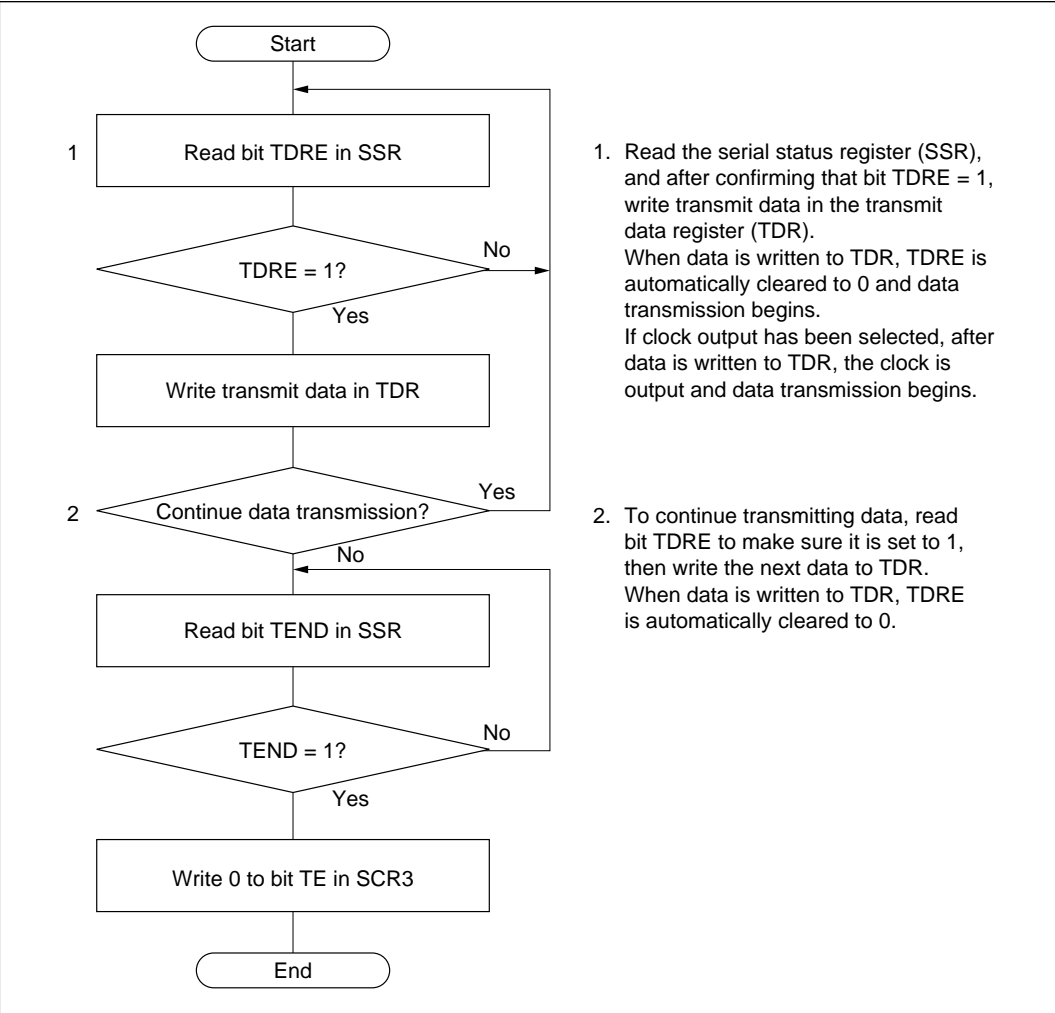 Start
1
Read bit TDRE in SSR
TDRE = 1?
No
Yes
Write transmit data in TDR
2
Continue data transmission?
Yes
No
Read bit TEND in SSR
TEND = 1?
No
Yes
Write 0 to bit TE in SCR3
End
1. Read the serial status register (SSR),
and after confirming that bit TDRE = 1,
write transmit data in the transmit
data register (TDR).
When data is written to TDR, TDRE is
automatically cleared to 0 and data
transmission begins.
If clock output has been selected, after
data is written to TDR, the clock is
output and data transmission begins.
2. To continue transmitting data, read
bit TDRE to make sure it is set to 1,
then write the next data to TDR.
When data is written to TDR, TDRE
is automatically cleared to 0.